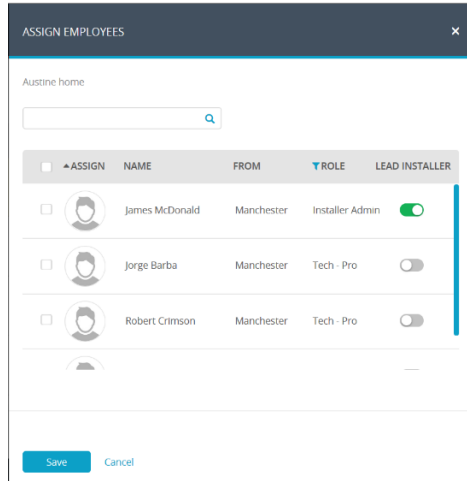 ASSIGN EMPLOYEES
Austine home
ASSIGN NAME FROM ROLE LEAD INSTALLER
James McDonald Manchester Installer Admin
Jorge Barba Manchester Tech - Pro
Robert Crimson Manchester Tech - Pro
Save Cancel